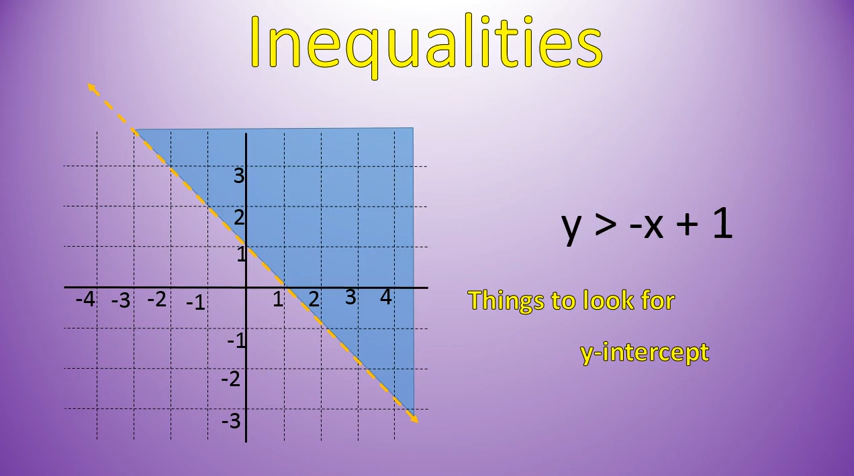 Inequalities
3
2
1
-4 -3 -2 -1 1 2 3 4
-1
-2
-3
y > -x + 1
Things to look for
y-intercept